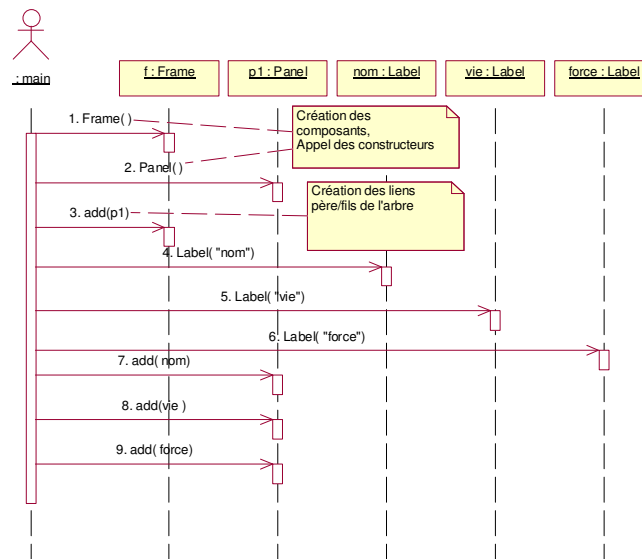 : main
f : Frame
p1 : Panel
nom : Label
vie : Label
force : Label
1. Frame( )
Création des
composants,
Appel des constructeurs
2. Panel( )
Création des liens
père/fils de l'arbre
3. add(p1)
4. Label( "nom")
5. Label( "vie")
6. Label( "force")
7. add( nom)
8. add(vie )
9. add( force)